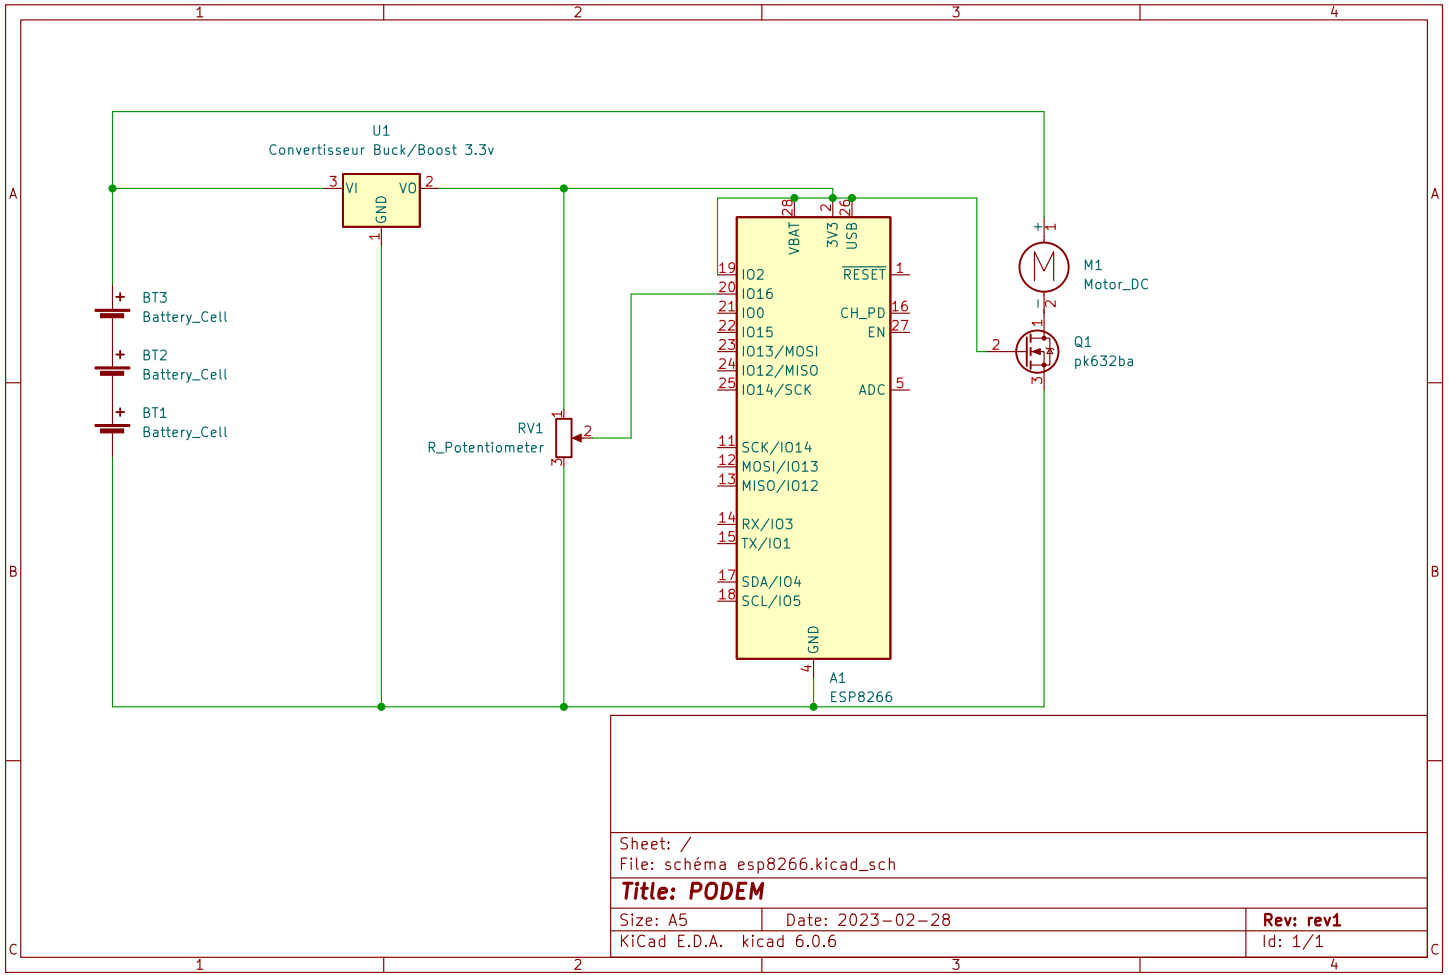 1 2 3 4
U1
Convertisseur Buck/Boost 3.3v
A A
3 VI VO 2
GND
1
28 2 26
VBAT 3V3 USB
+ 1
M
M1
Motor_DC
- 2
19 IO2 RESET 1
20 IO16
21 IO0 CH_PD 16
22 IO15 EN 27
23 IO13/MOSI
24 IO12/MISO
25 IO14/SCK ADC 5
1
2
3
Q1
pk632ba
+ BT3
Battery_Cell
+ BT2
Battery_Cell
+ BT1
Battery_Cell
1
RV1 2
R_Potentiometer
3
11 SCK/IO14
12 MOSI/IO13
13 MISO/IO12
14 RX/IO3
15 TX/IO1
B B
17 SDA/IO4
18 SCL/IO5
GND
4
A1
ESP8266
Sheet: /
File: schéma esp8266.kicad_sch
Title: PODEM
Size: A5 Date: 2023-02-28 Rev: rev1
KiCad E.D.A. kicad 6.0.6 Id: 1/1
C C
1 2 3 4